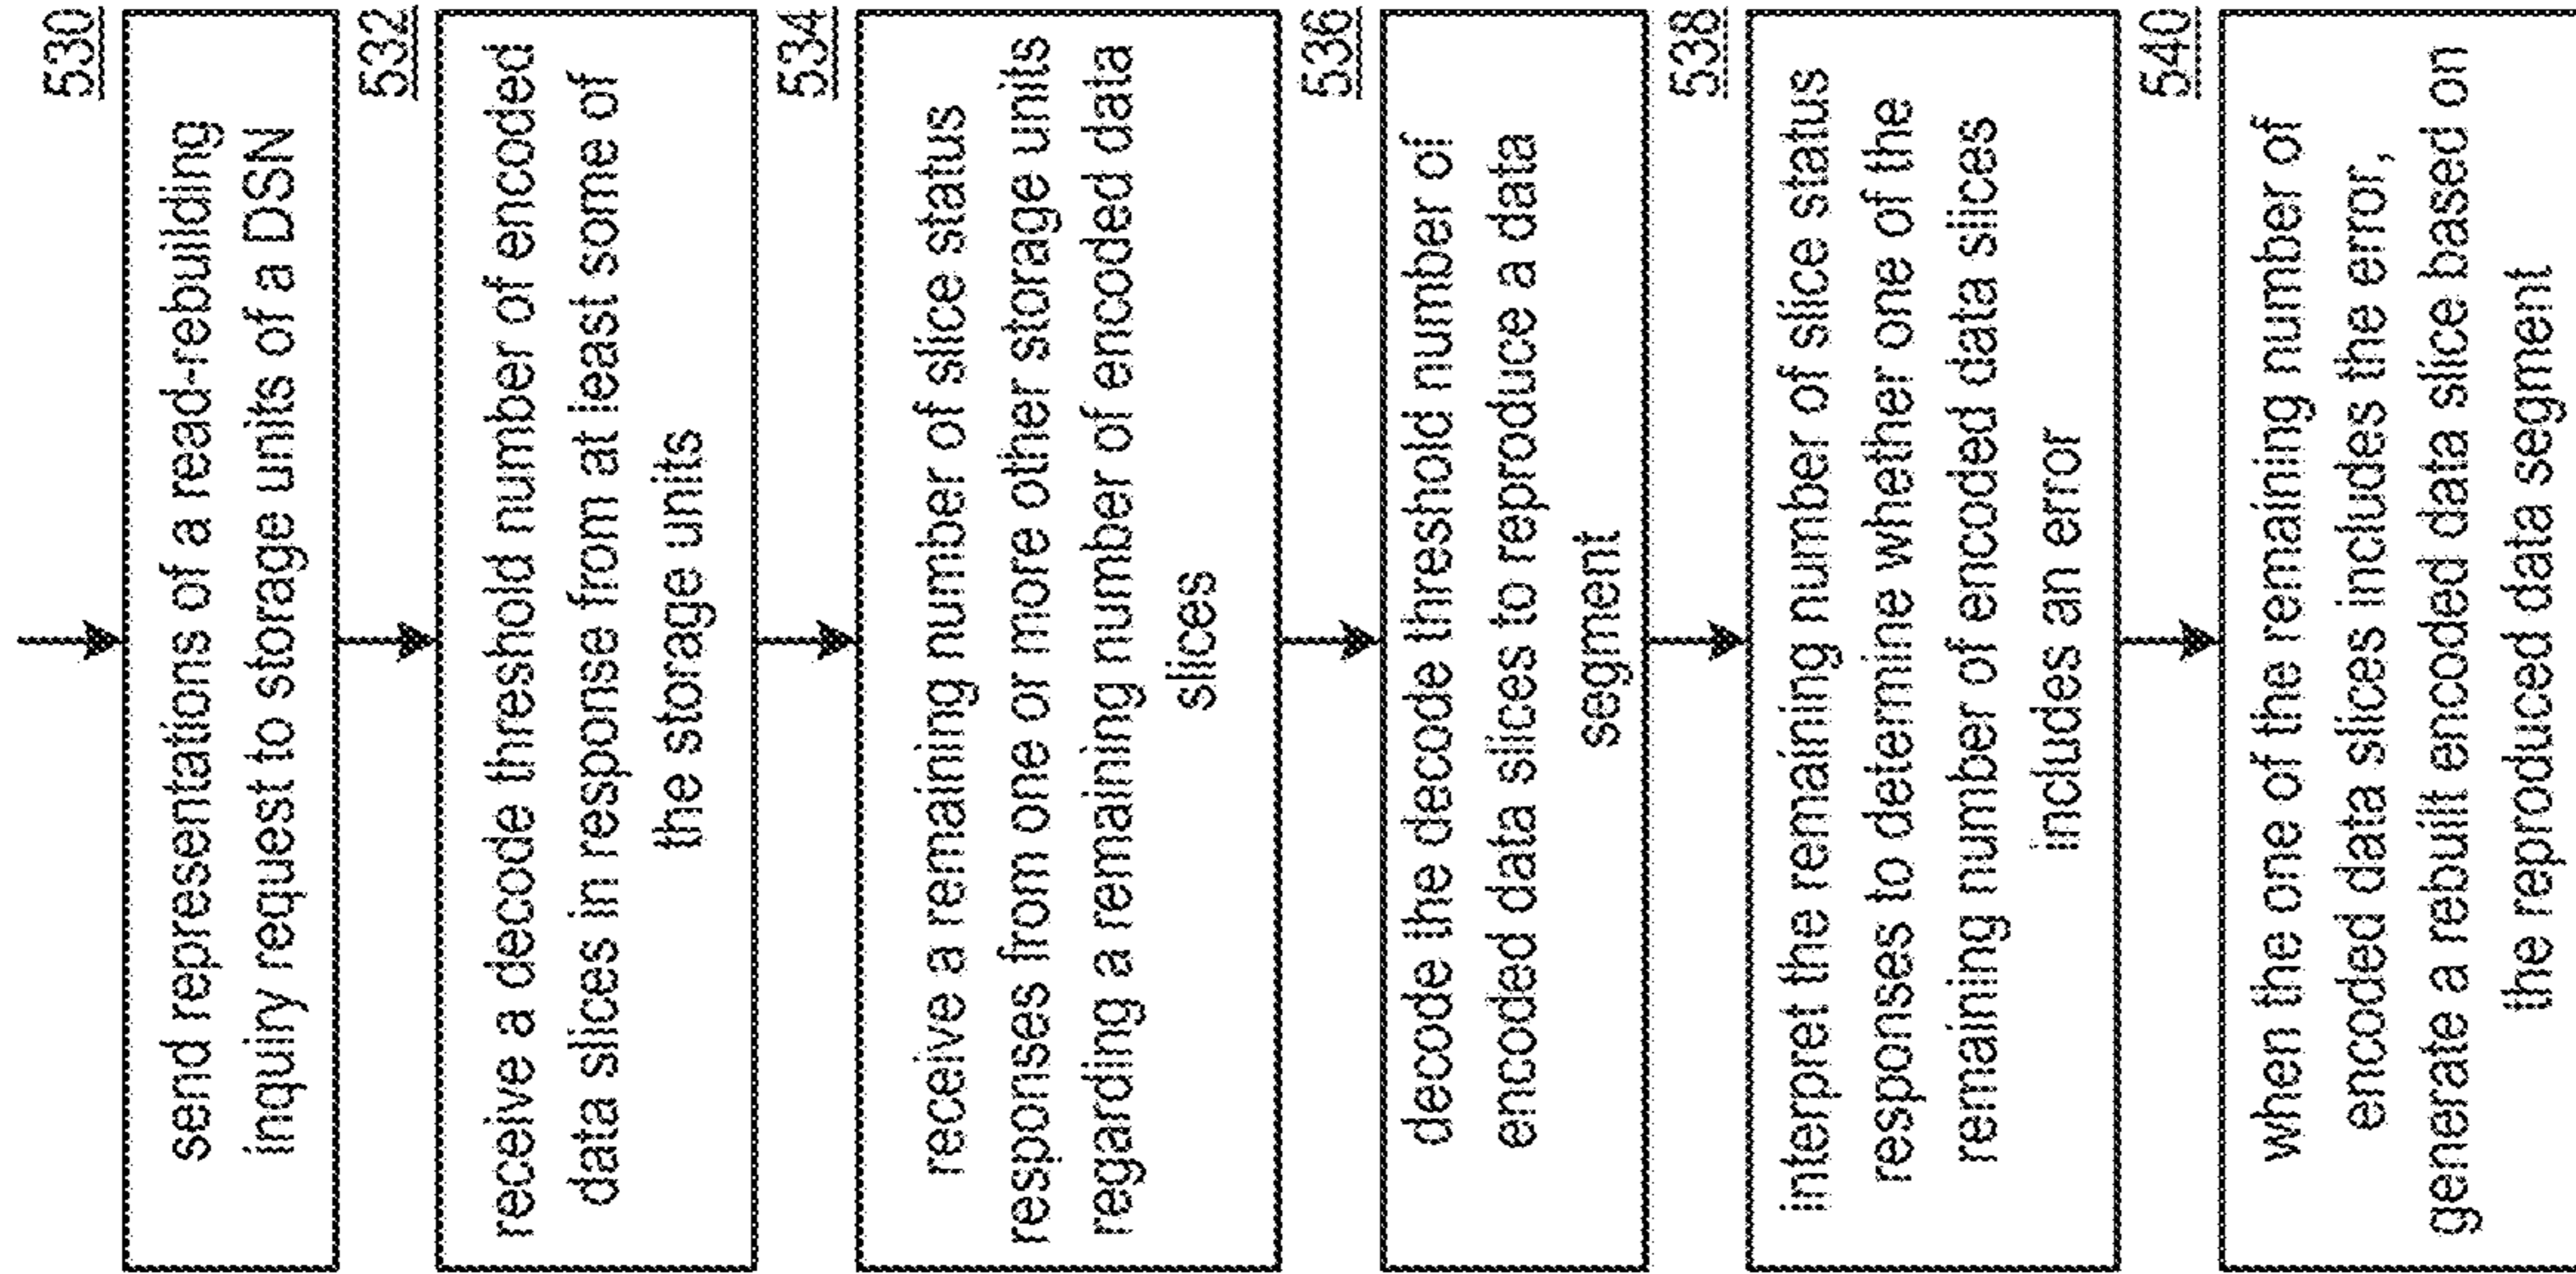 530
send representations of a read-rebuilding
inquiry request to storage units of a DSN
532
receive a decode threshold number of encoded
data slices in response from at least some of
the storage units
534
receive a remaining number of slice status
responses from one or more other storage units
regarding a remaining number of encoded data
slices
536
decode the decode threshold number of
encoded data slices to reproduce a data
segment
538
interpret the remaining number of slice status
responses to determine whether one of the
remaining number of encoded data slices
includes an error
540
when the one of the remaining number of
encoded data slices includes the error,
generate a rebuilt encoded data slice based on
the reproduced data segment